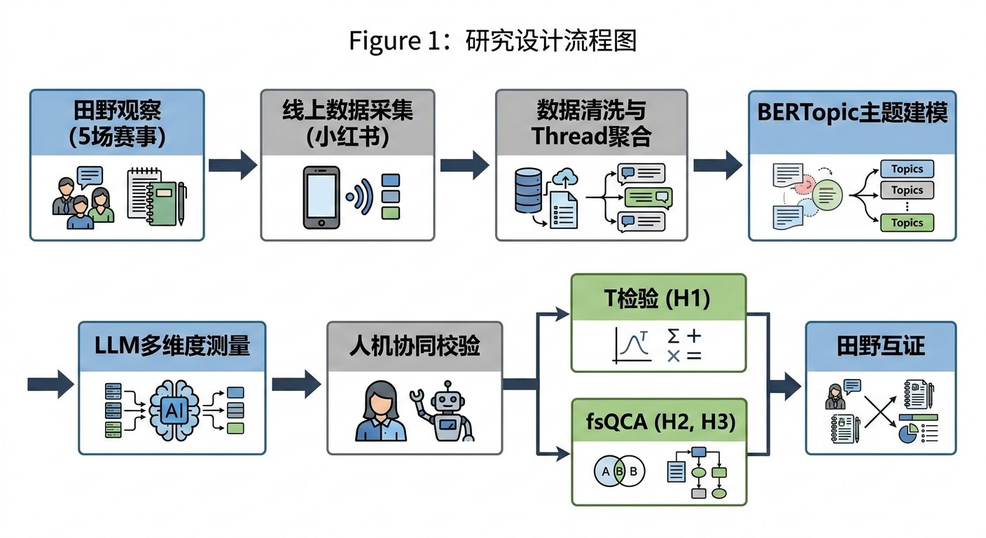 Figure 1：研究设计流程图
田野观察
(5场赛事)
线上数据采集
(小红书)
数据清洗与
Thread聚合
BERTopic主题建模
Topics
Topics
Topics
LLM多维度测量
AI
人机协同校验
T检验 (H1)
T
Σ +
× =
fsQCA (H2, H3)
A B B
田野互证